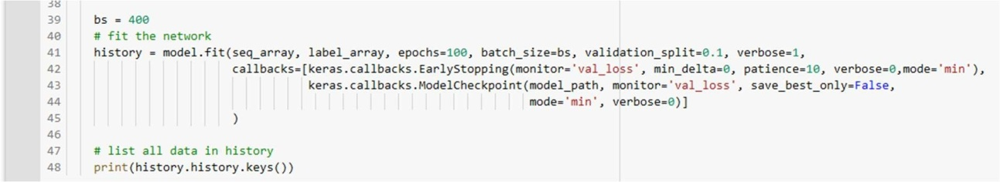 38
39 bs = 400
40 # fit the network
41 history = model.fit(seq_array, label_array, epochs=100, batch_size=bs, validation_split=0.1, verbose=1,
42 callbacks=[keras.callbacks.EarlyStopping(monitor='val_loss', min_delta=0, patience=10, verbose=0,mode='min'),
43 keras.callbacks.ModelCheckpoint(model_path, monitor='val_loss', save_best_only=False,
44 mode='min', verbose=0)]
45 )
46
47 # list all data in history
48 print(history.history.keys())